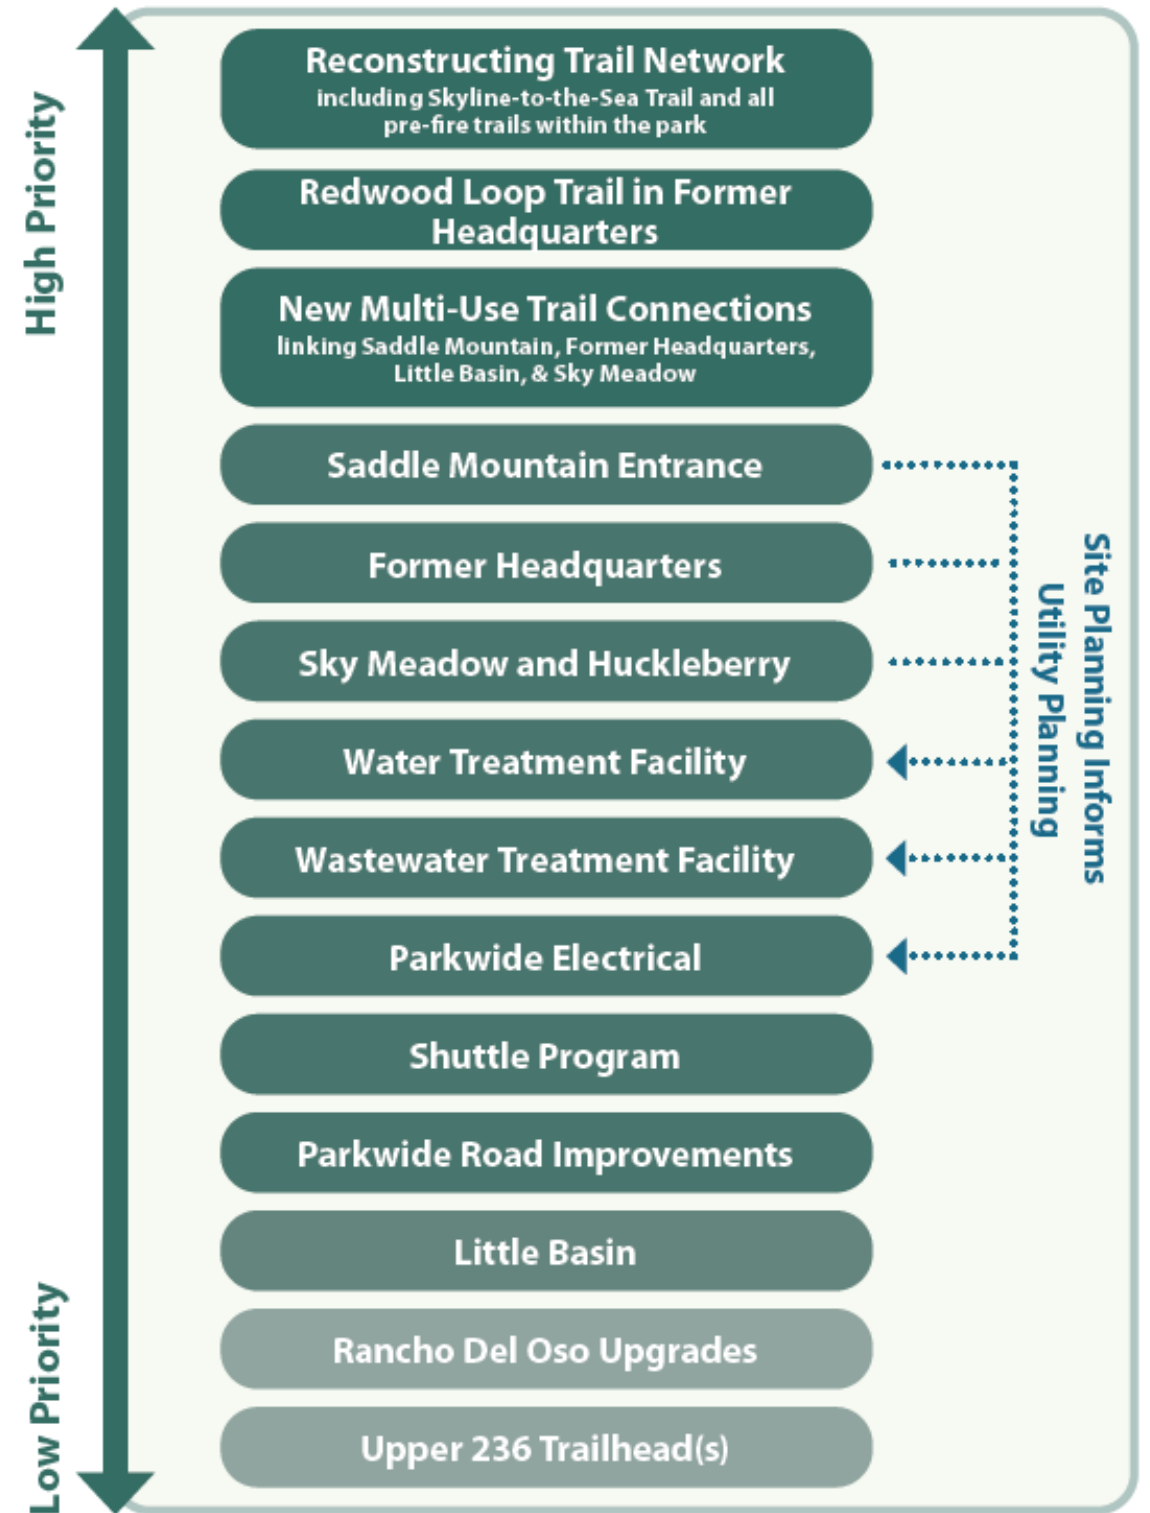 High Priority
Reconstructing Trail Network
including Skyline-to-the-Sea Trail and all
pre-fire trails within the park
Redwood Loop Trail in Former
Headquarters
New Multi-Use Trail Connections
linking Saddle Mountain, Former Headquarters,
Little Basin, & Sky Meadow
Saddle Mountain Entrance
Former Headquarters
Sky Meadow and Huckleberry
Water Treatment Facility
Wastewater Treatment Facility
Parkwide Electrical
Site Planning Informs
Utility Planning
Shuttle Program
Parkwide Road Improvements
Little Basin
Rancho Del Oso Upgrades
Upper 236 Trailhead(s)
Low Priority